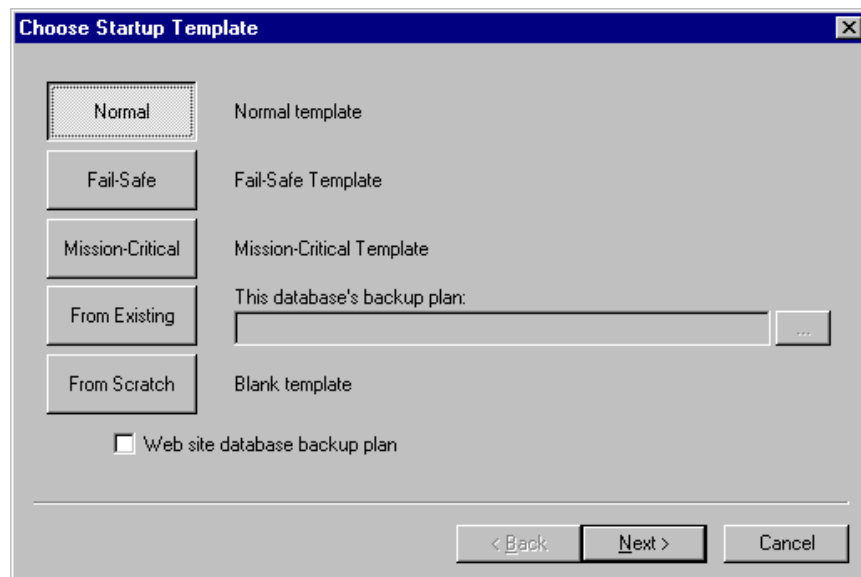 Choose Startup Template
Normal
Normal template
Fail-Safe
Fail-Safe Template
Mission-Critical
Mission-Critical Template
From Existing
This database's backup plan:
...
From Scratch
Blank template
Web site database backup plan
< Back
Next >
Cancel